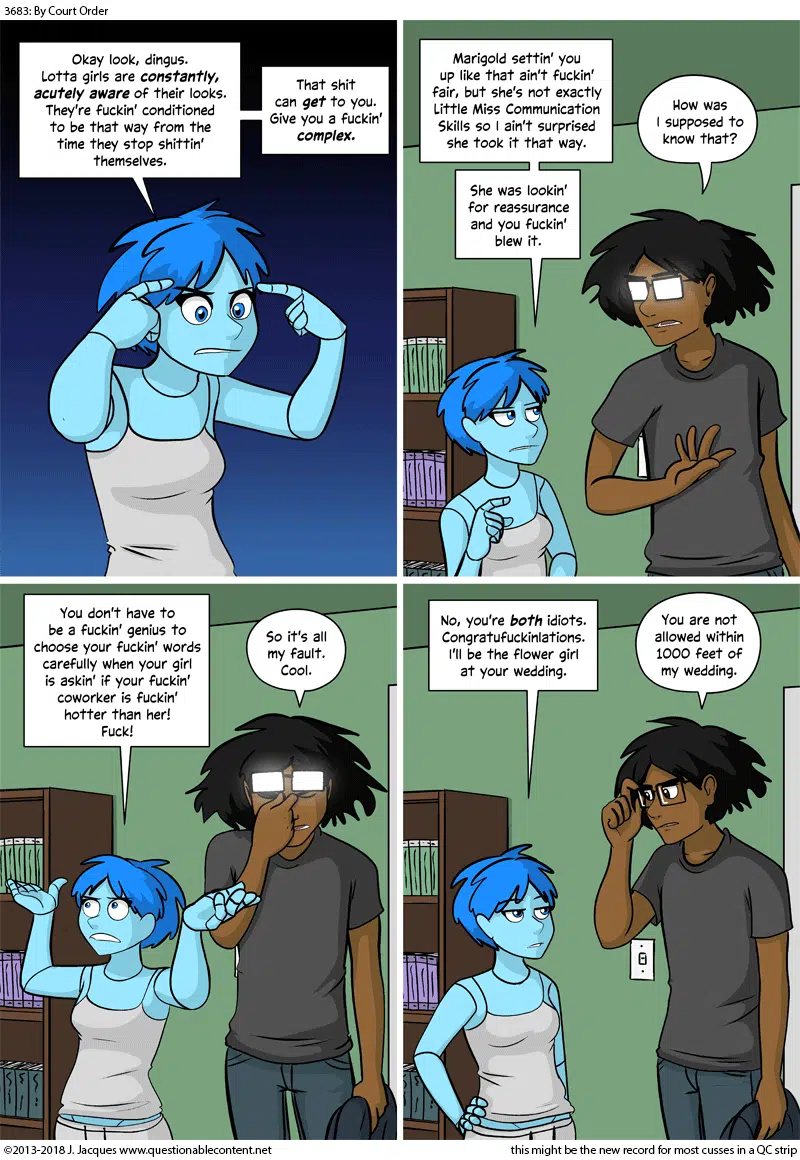 3683: By Court Order
Okay look, dingus.
Lotta girls are constantly,
acutely aware of their looks.
They're fuckin' conditioned
to be that way from the
time they stop shittin'
themselves.
That shit
can get to you.
Give you a fuckin'
complex.
Marigold settin' you
up like that ain't fuckin'
fair, but she's not exactly
Little Miss Communication
Skills so I ain't surprised
she took it that way.
She was lookin'
for reassurance
and you fuckin'
blew it.
How was
I supposed to
know that?
You don't have to
be a fuckin' genius to
choose your fuckin' words
carefully when your girl
is askin' if your fuckin'
coworker is fuckin'
hotter than her!
Fuck!
So it's all
my fault.
Cool.
No, you're both idiots.
Congratufuckinlations.
I'll be the flower girl
at your wedding.
You are not
allowed within
1000 feet of
my wedding.
©2013-2018 J. Jacques www.questionablecontent.net
this might be the new record for most cusses in a QC strip